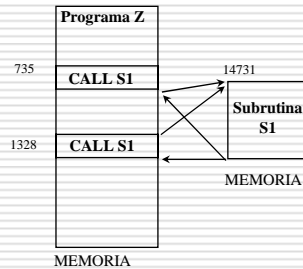 Programa Z
735
CALL S1
14731
Subrutina
S1
1328
CALL S1
MEMORIA
MEMORIA